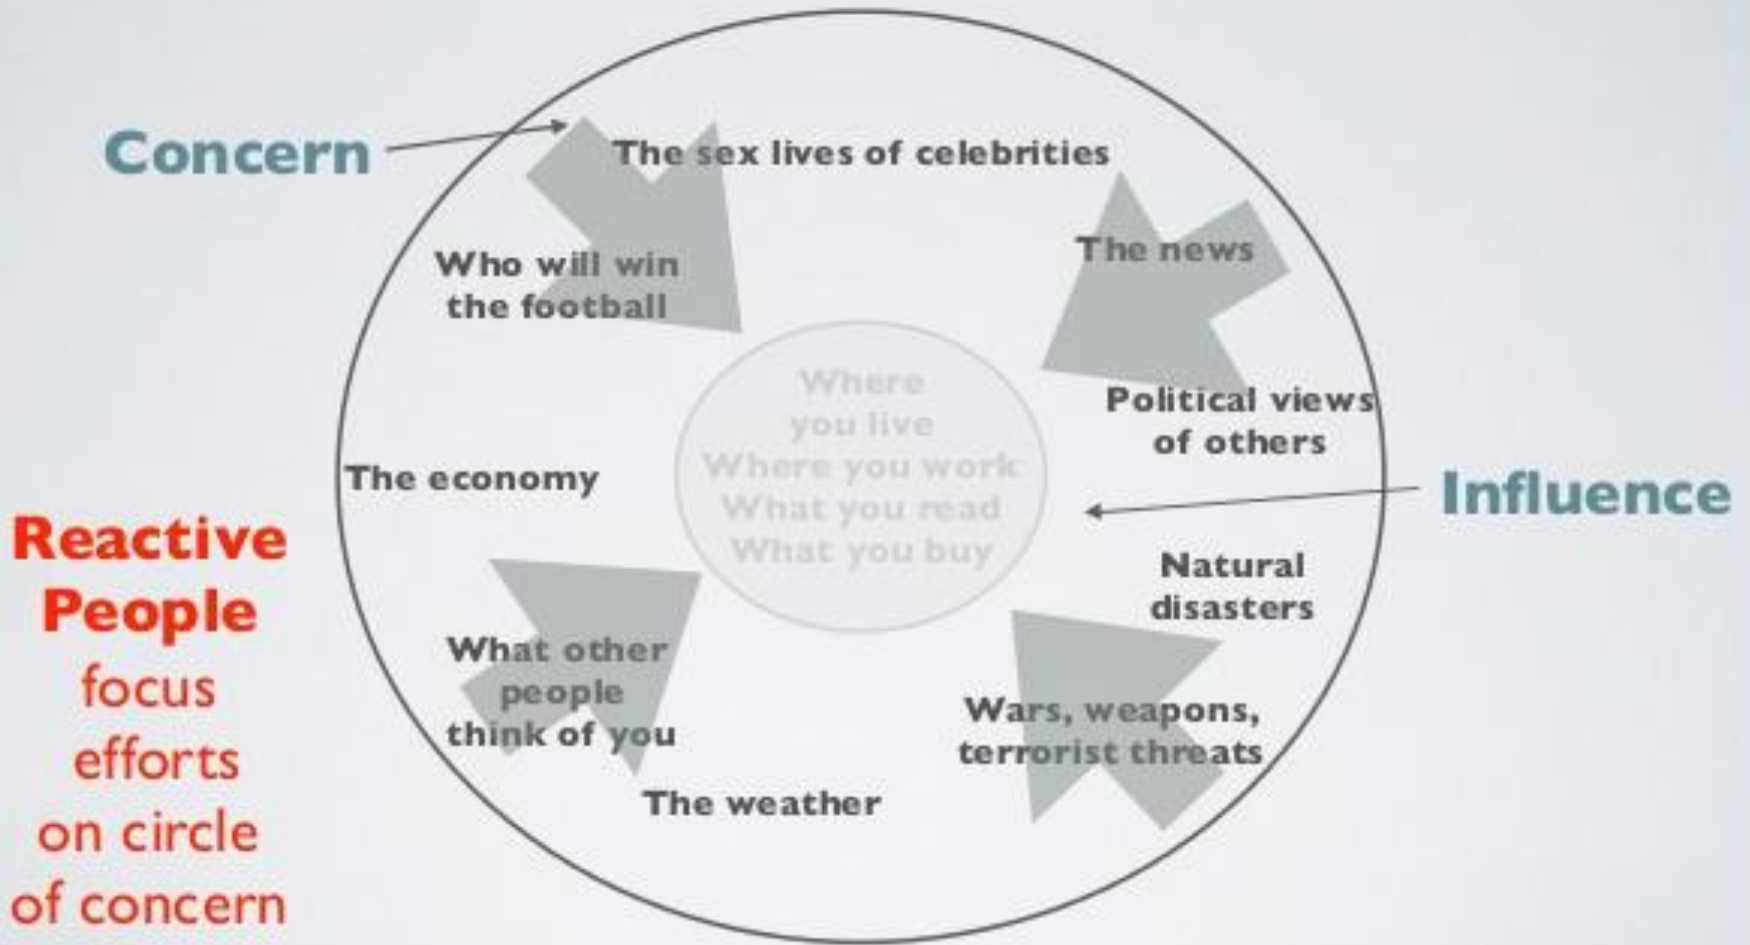 Concern
The sex lives of celebrities
The news
Who will win
the football
Where
you live
Where you work
What you read
What you buy
Political views
of others
The economy
Influence
Reactive
People
focus
efforts
on circle
of concern
Natural
disasters
What other
people
think of you
Wars, weapons,
terrorist threats
The weather